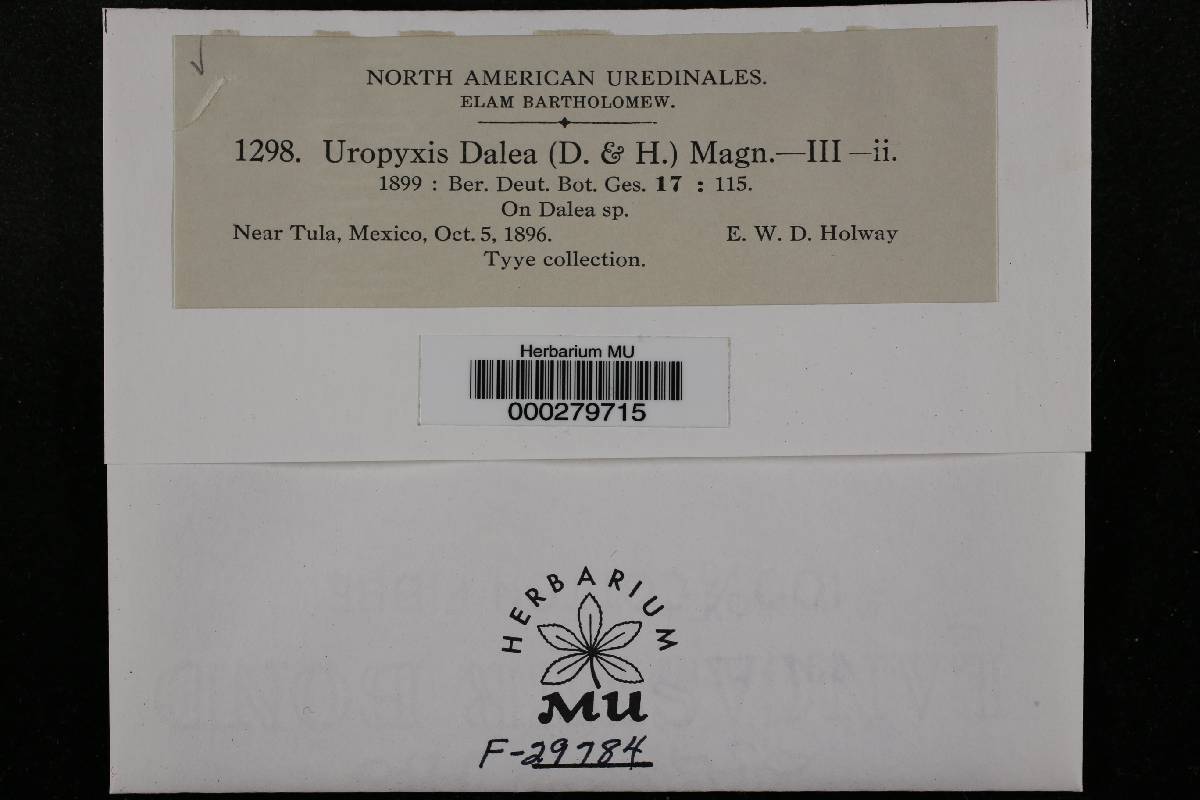 NORTH AMERICAN UREDINALES.
ELAM BARTHOLOMEW.
1298. Uropyxis Dalea (D. & H.) Magn.—III—ii.
1899 : Ber. Deut. Bot. Ges. 17 : 115.
On Dalea sp.
Near Tula, Mexico, Oct. 5, 1896. E. W. D. Holway
Tyye collection.
Herbarium MU
000279715
HERBARIUM
MU
F-29784